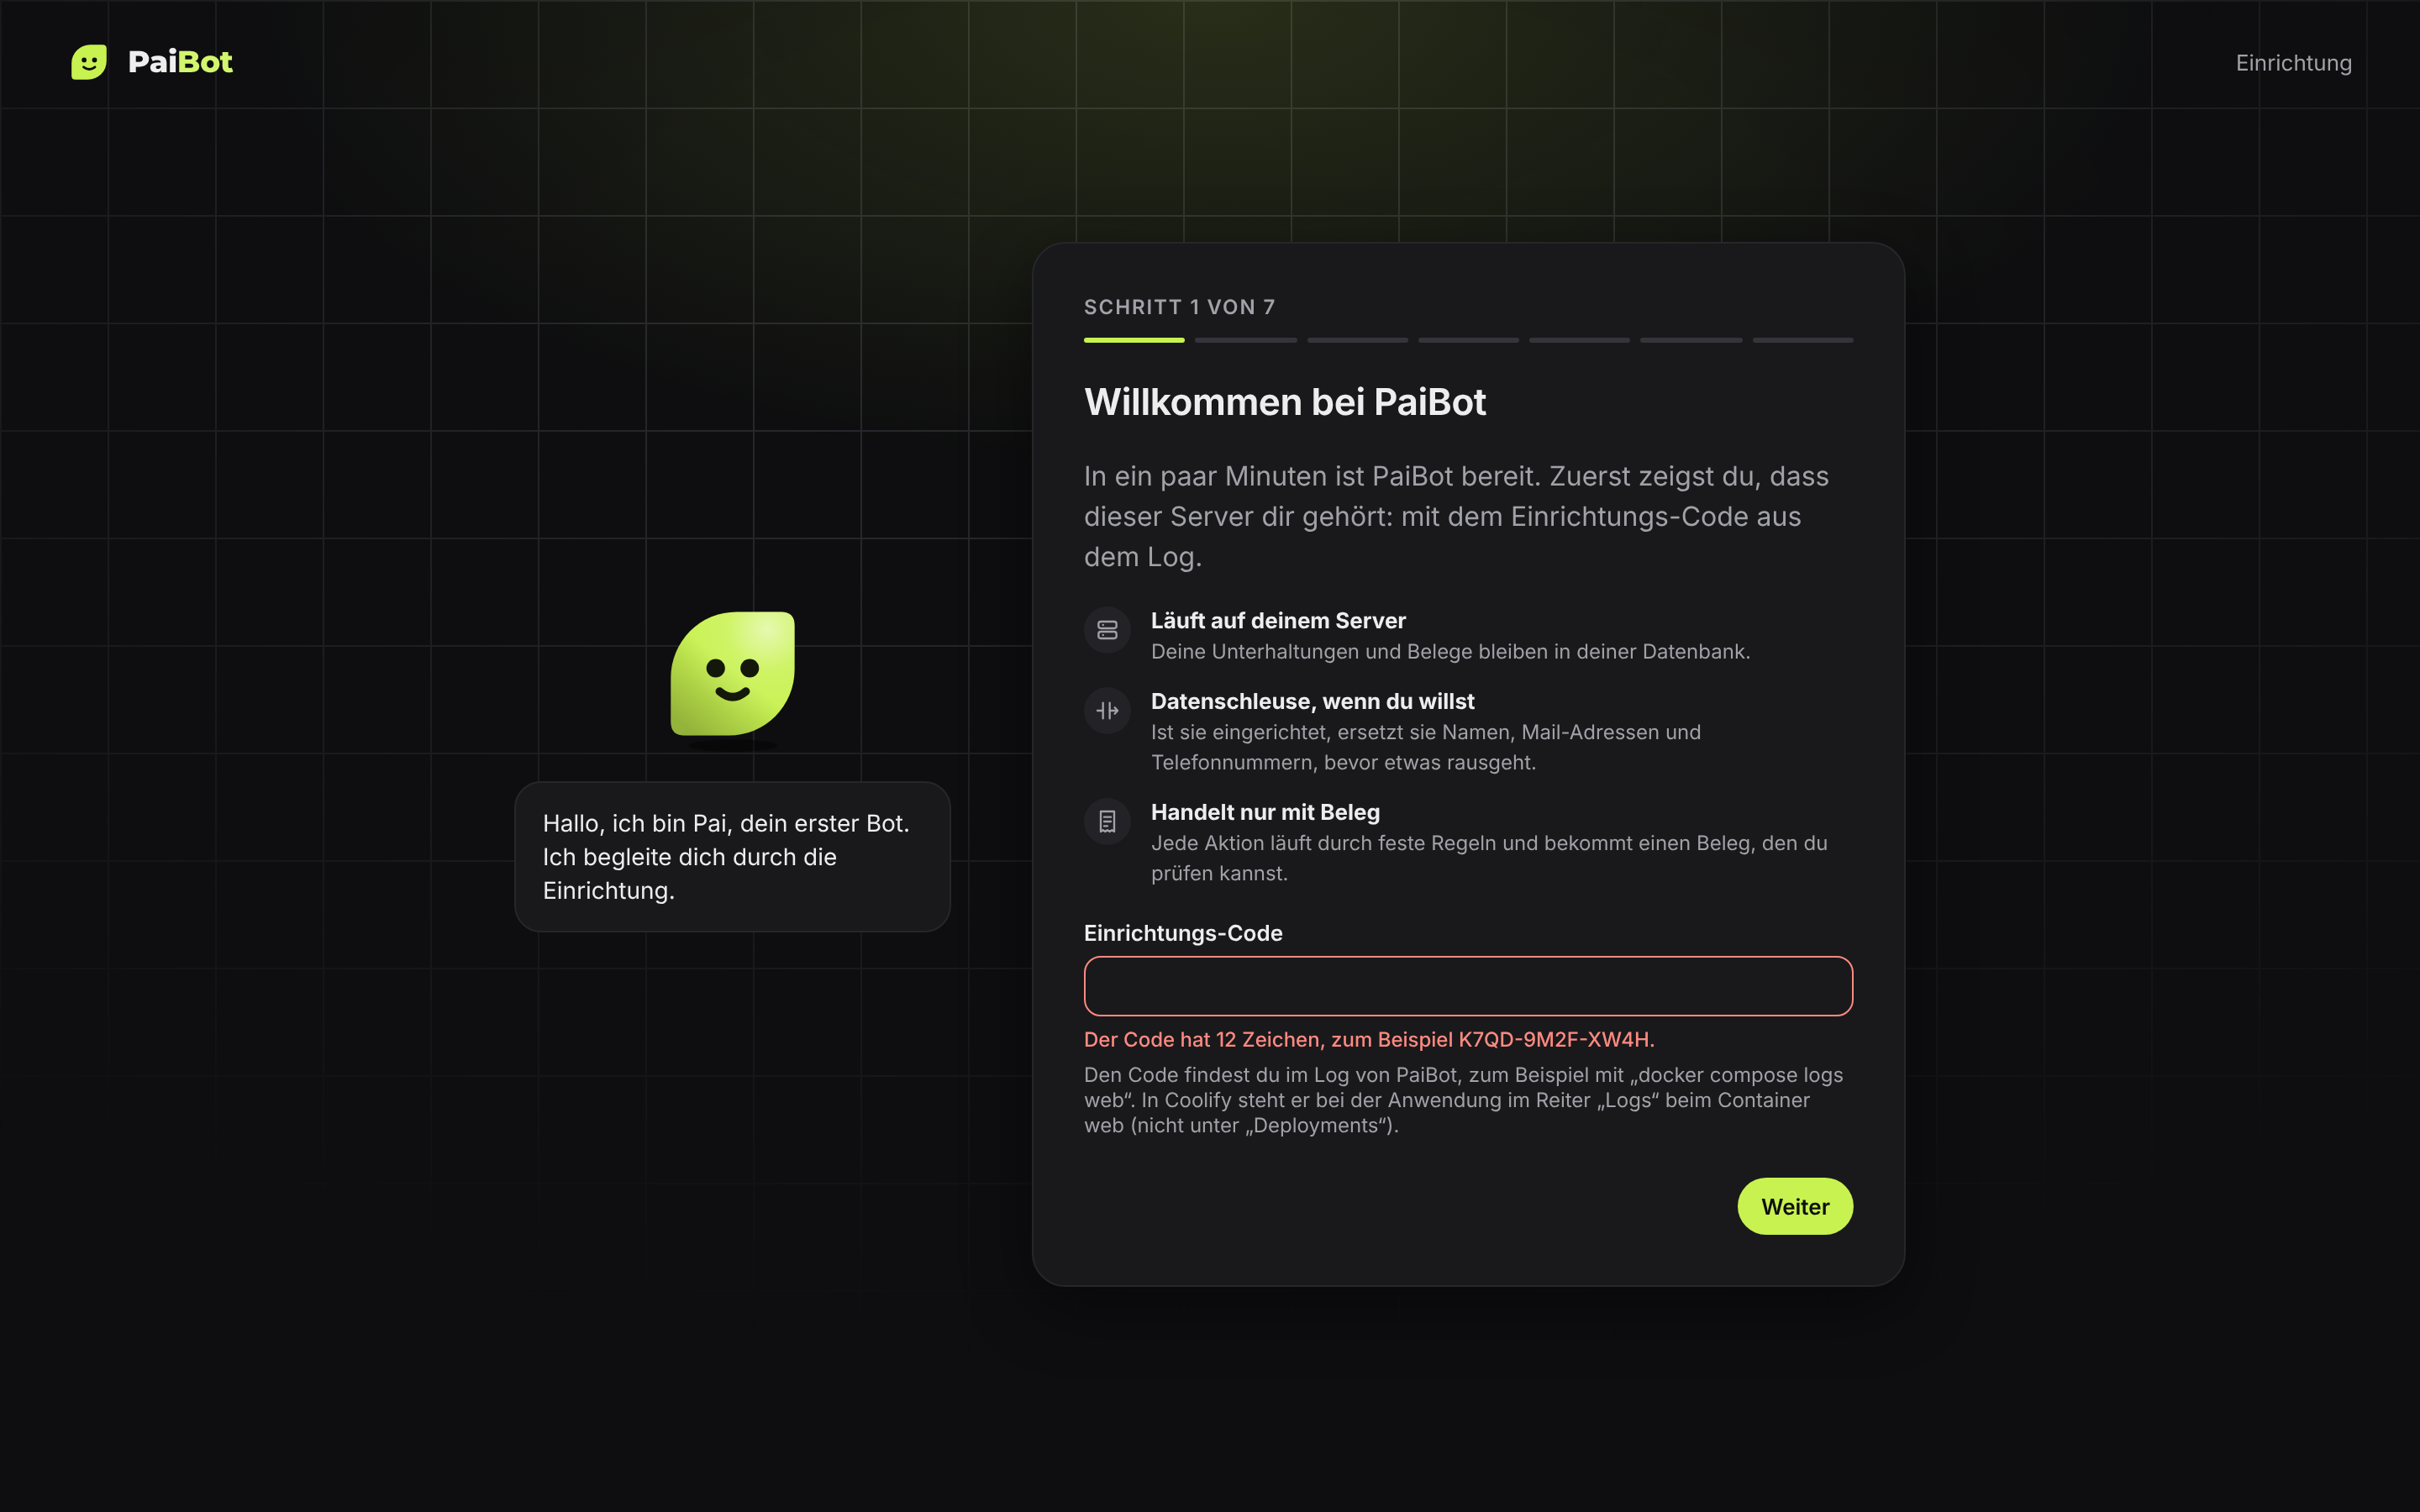 PaiBot
Einrichtung
SCHRITT 1 VON 7
Willkommen bei PaiBot
In ein paar Minuten ist PaiBot bereit. Zuerst zeigst du, dass
dieser Server dir gehört: mit dem Einrichtungs-Code aus
dem Log.
Läuft auf deinem Server
Deine Unterhaltungen und Belege bleiben in deiner Datenbank.
Datenschleuse, wenn du willst
Ist sie eingerichtet, ersetzt sie Namen, Mail-Adressen und
Telefonnummern, bevor etwas rausgeht.
Handelt nur mit Beleg
Jede Aktion läuft durch feste Regeln und bekommt einen Beleg, den du
prüfen kannst.
Hallo, ich bin Pai, dein erster Bot.
Ich begleite dich durch die
Einrichtung.
Einrichtungs-Code
Der Code hat 12 Zeichen, zum Beispiel K7QD-9M2F-XW4H.
Den Code findest du im Log von PaiBot, zum Beispiel mit „docker compose logs
web“. In Coolify steht er bei der Anwendung im Reiter „Logs“ beim Container
web (nicht unter „Deployments“).
Weiter